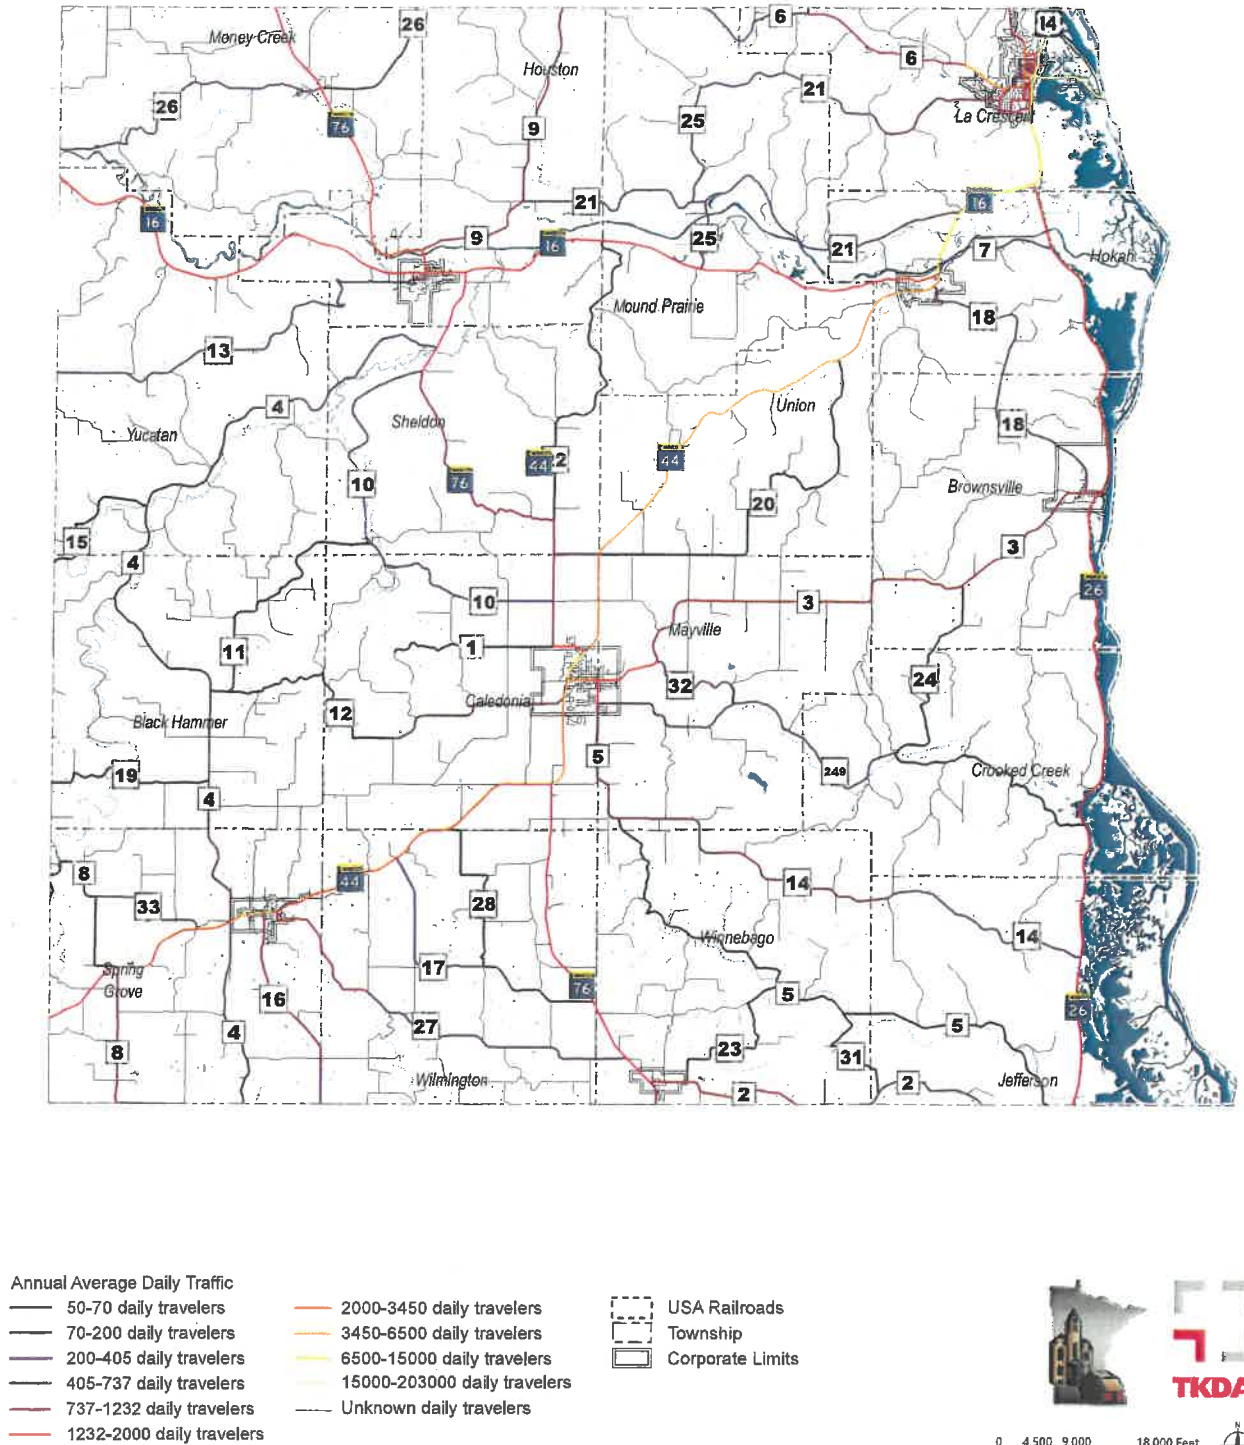 26
6
14
Money Creek
Houston
6
21
26
76
9
25
La Crescent
16
21
16
9
16
25
21
7
Hokah
Mound Prairie
18
13
4
Union
Sheldon
Yucatan
18
44
2
44
10
76
Brownsville
20
15
4
3
26
10
3
Mayville
11
1
32
24
Caledonia
12
Black Hammer
5
19
249
Crooked Creek
4
8
44
14
33
28
Winnebago
14
17
Spring
Grove
76
16
5
26
27
5
4
23
8
31
Wilmington
2
2
Jefferson
Annual Average Daily Traffic
50-70 daily travelers
70-200 daily travelers
200-405 daily travelers
405-737 daily travelers
737-1232 daily travelers
1232-2000 daily travelers
2000-3450 daily travelers
3450-6500 daily travelers
6500-15000 daily travelers
15000-203000 daily travelers
Unknown daily travelers
USA Railroads
Township
Corporate Limits
TKDA
0 4,500 9,000 18,000 Feet
N